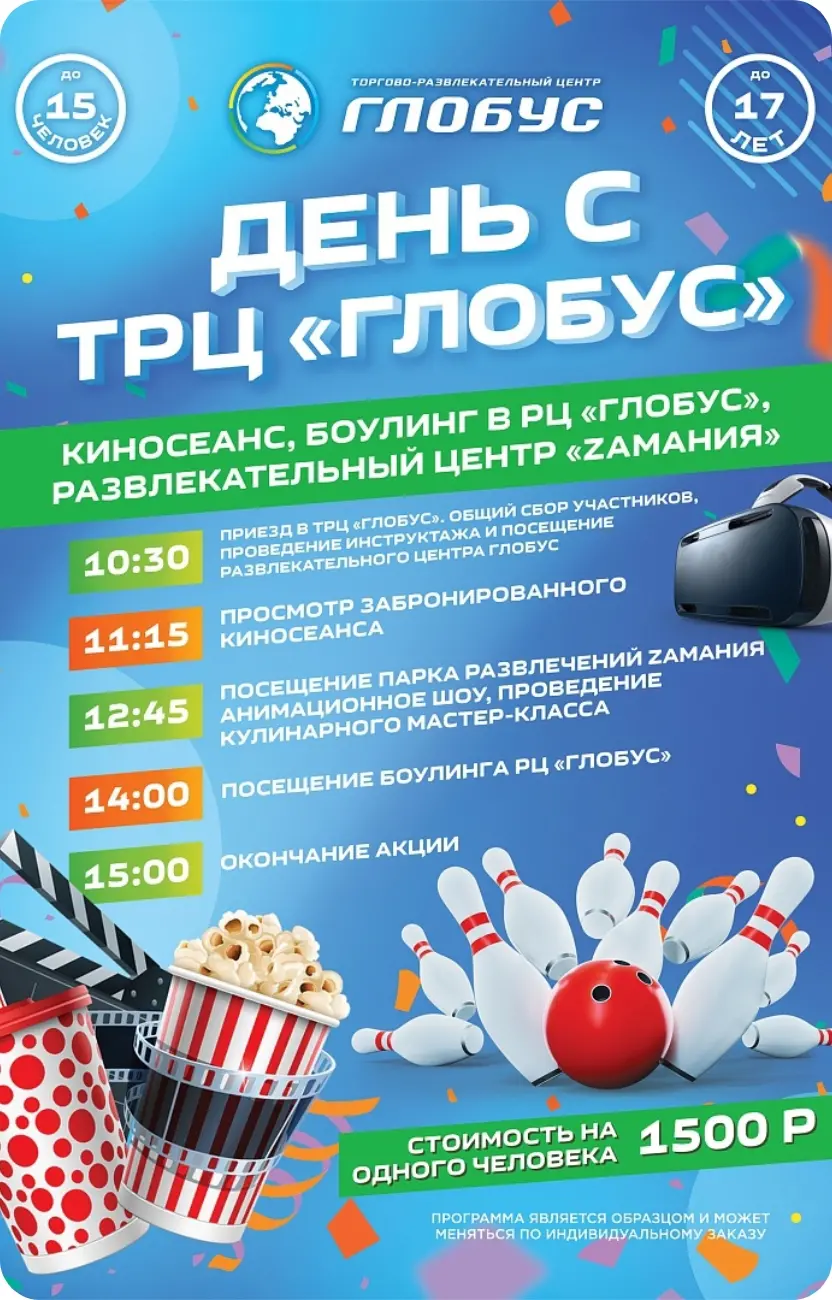 ДО
15
ЧЕЛОВЕК
ТОРГОВО-РАЗВЛЕКАТЕЛЬНЫЙ ЦЕНТР
ГЛОБУС
ДО
17
ЛЕТ
ДЕНЬ С
ТРЦ «ГЛОБУС»
КИНОСЕАНС, БОУЛИНГ В РЦ «ГЛОБУС»,
РАЗВЛЕКАТЕЛЬНЫЙ ЦЕНТР «ZАМАНИЯ»
10:30
ПРИЕЗД В ТРЦ «ГЛОБУС». ОБЩИЙ СБОР УЧАСТНИКОВ,
ПРОВЕДЕНИЕ ИНСТРУКТАЖА И ПОСЕЩЕНИЕ
РАЗВЛЕКАТЕЛЬНОГО ЦЕНТРА ГЛОБУС
11:15
ПРОСМОТР ЗАБРОНИРОВАННОГО
КИНОСЕАНСА
12:45
ПОСЕЩЕНИЕ ПАРКА РАЗВЛЕЧЕНИЙ ZАМАНИЯ
АНИМАЦИОННОЕ ШОУ, ПРОВЕДЕНИЕ
КУЛИНАРНОГО МАСТЕР-КЛАССА
14:00
ПОСЕЩЕНИЕ БОУЛИНГА РЦ «ГЛОБУС»
15:00
ОКОНЧАНИЕ АКЦИИ
СТОИМОСТЬ НА
ОДНОГО ЧЕЛОВЕКА
1500 Р
ПРОГРАММА ЯВЛЯЕТСЯ ОБРАЗЦОМ И МОЖЕТ
МЕНЯТЬСЯ ПО ИНДИВИДУАЛЬНОМУ ЗАКАЗУ